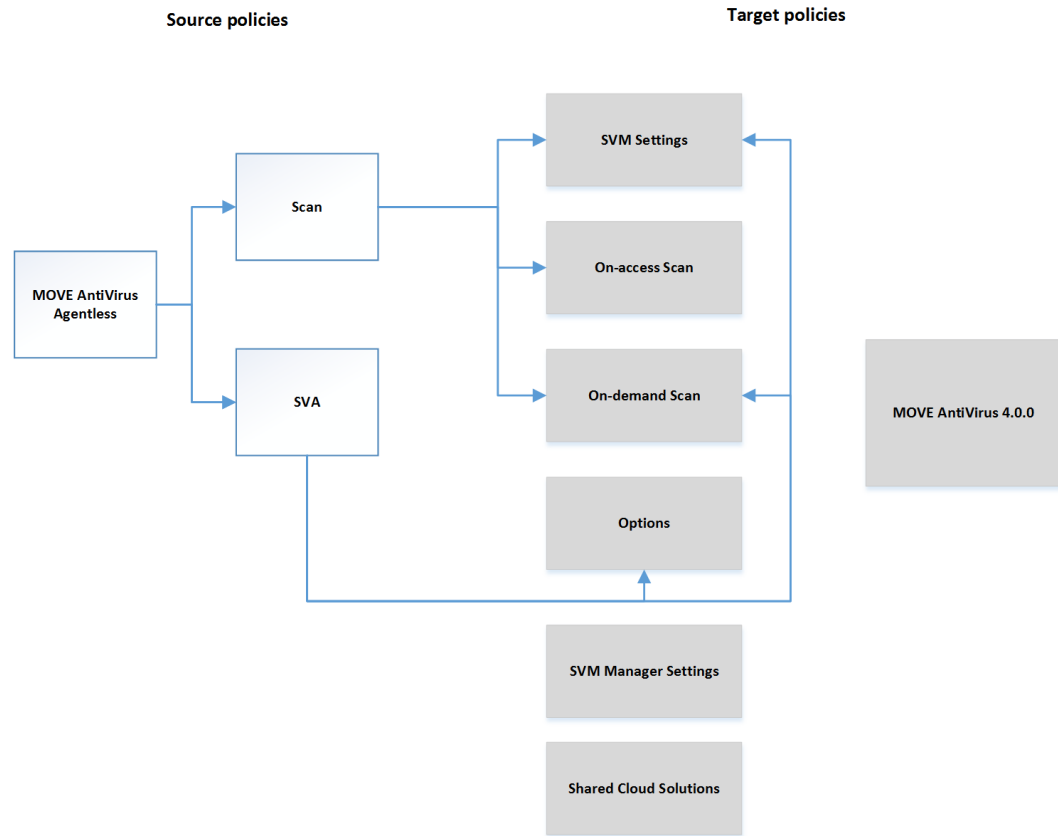 Source policies
Target policies
SVM Settings
Scan
On-access Scan
MOVE AntiVirus
Agentless
SVA
On-demand Scan
MOVE AntiVirus 4.0.0
Options
SVM Manager Settings
Shared Cloud Solutions